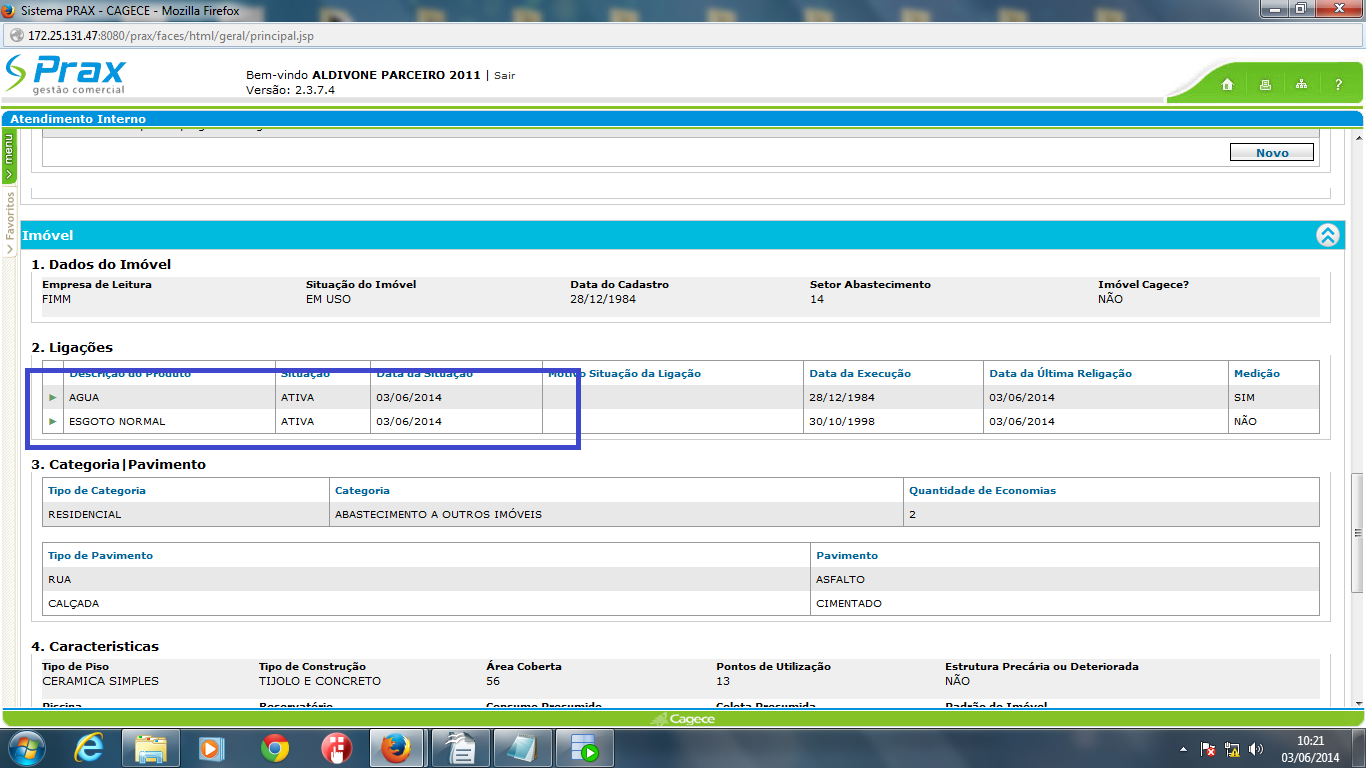 Sistema PRAX - CAGECE - Mozilla Firefox
172.25.131.47:8080/prax/faces/html/geral/principal.jsp
Prax
gestão comercial
Bem-vindo ALDIVONE PARCEIRO 2011 | Sair
Versão: 2.3.7.4
?
Atendimento Interno
menu
Favoritos
Novo
Imóvel
1. Dados do Imóvel
Empresa de Leitura Situação do Imóvel Data do Cadastro Setor Abastecimento Imóvel Cagece?
FIMM EM USO 28/12/1984 14 NÃO
2. Ligações
Descrição do Produto Situação Data da Situação Motivo Situação da Ligação Data da Execução Data da Última Religação Medição
AGUA ATIVA 03/06/2014 28/12/1984 03/06/2014 SIM
ESGOTO NORMAL ATIVA 03/06/2014 30/10/1998 03/06/2014 NÃO
3. Categoria|Pavimento
Tipo de Categoria Categoria Quantidade de Economias
RESIDENCIAL ABASTECIMENTO A OUTROS IMÓVEIS 2
Tipo de Pavimento Pavimento
RUA ASFALTO
CALÇADA CIMENTADO
4. Caracteristicas
Tipo de Piso Tipo de Construção Área Coberta Pontos de Utilização Estrutura Precária ou Deteriorada
CERAMICA SIMPLES TIJOLO E CONCRETO 56 13 NÃO
Piscina Reservatório Consumo Presumido Coleta Presumida Padrão do Imóvel
Cagece
10:21
03/06/2014